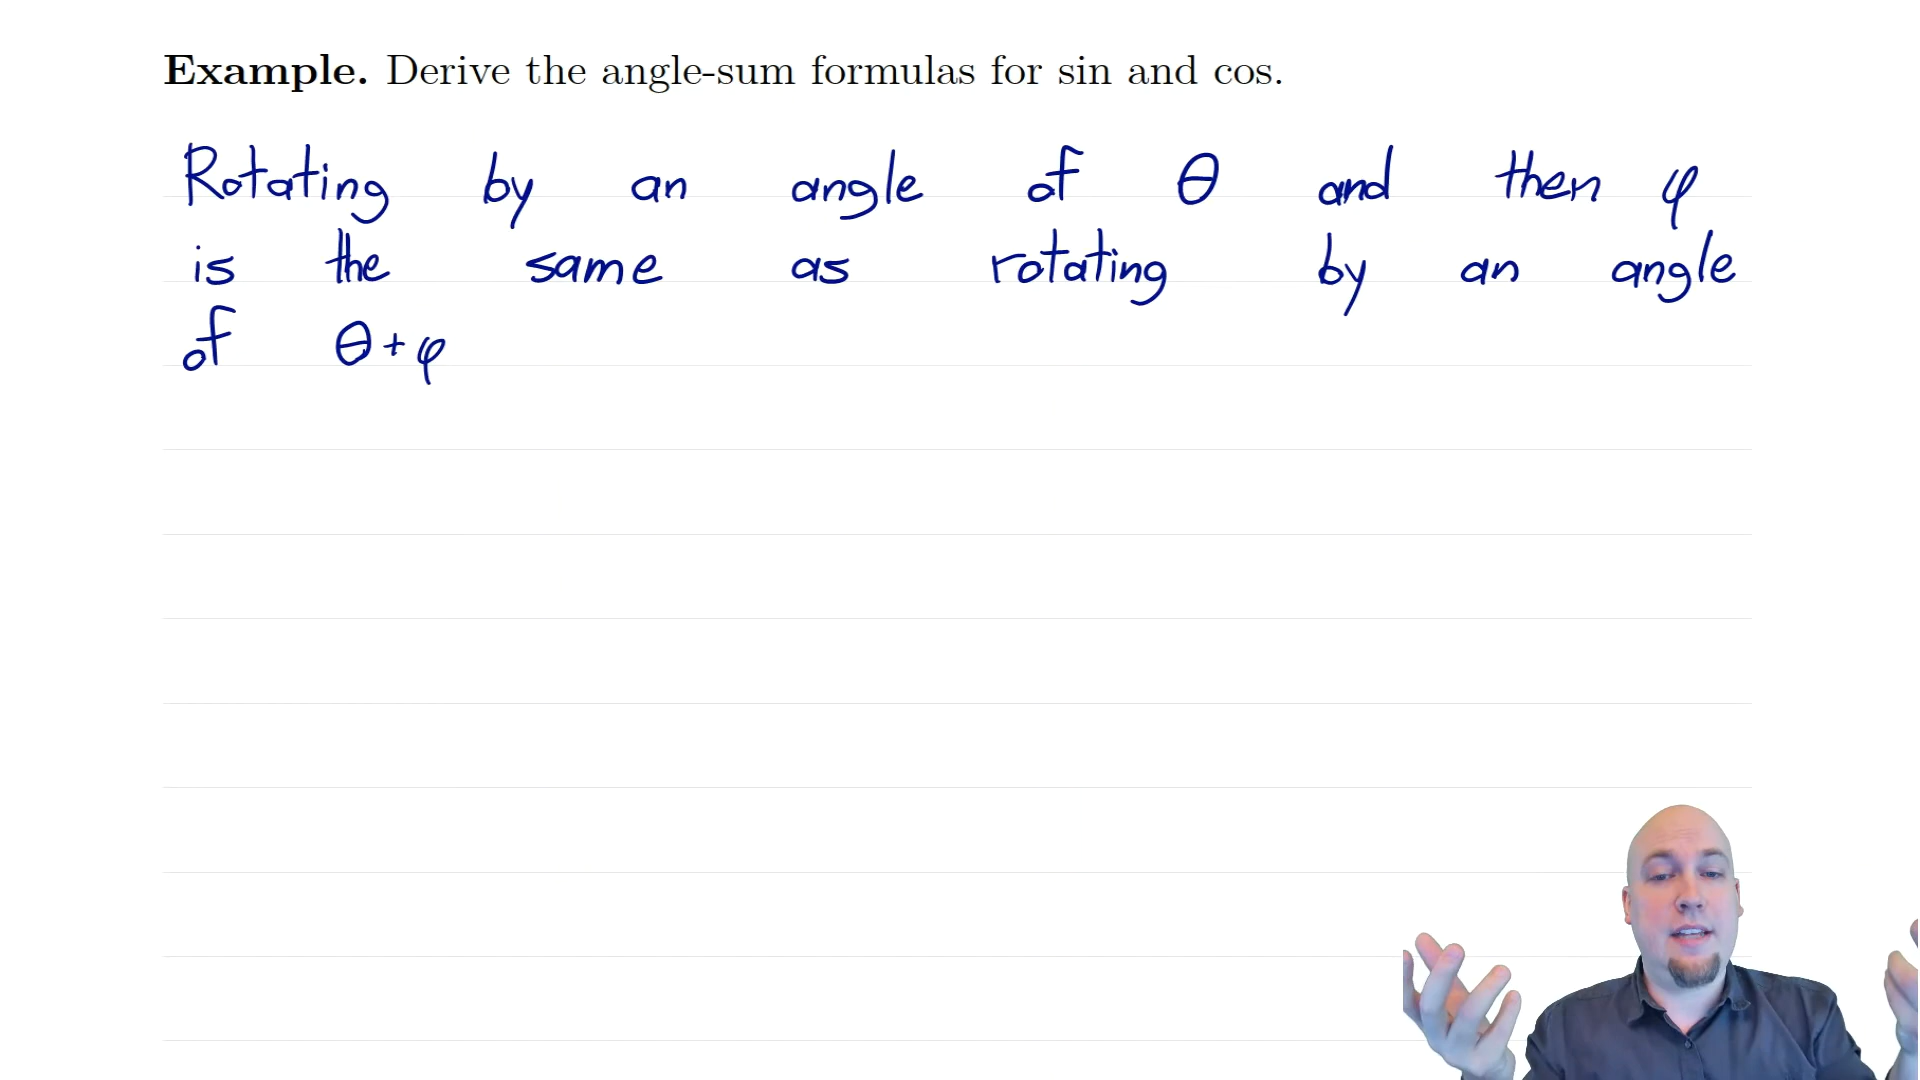 Example. Derive the angle-sum formulas for sin and cos.
Rotating by an angle of θ and then φ
is the same as rotating by an angle
of θ+φ